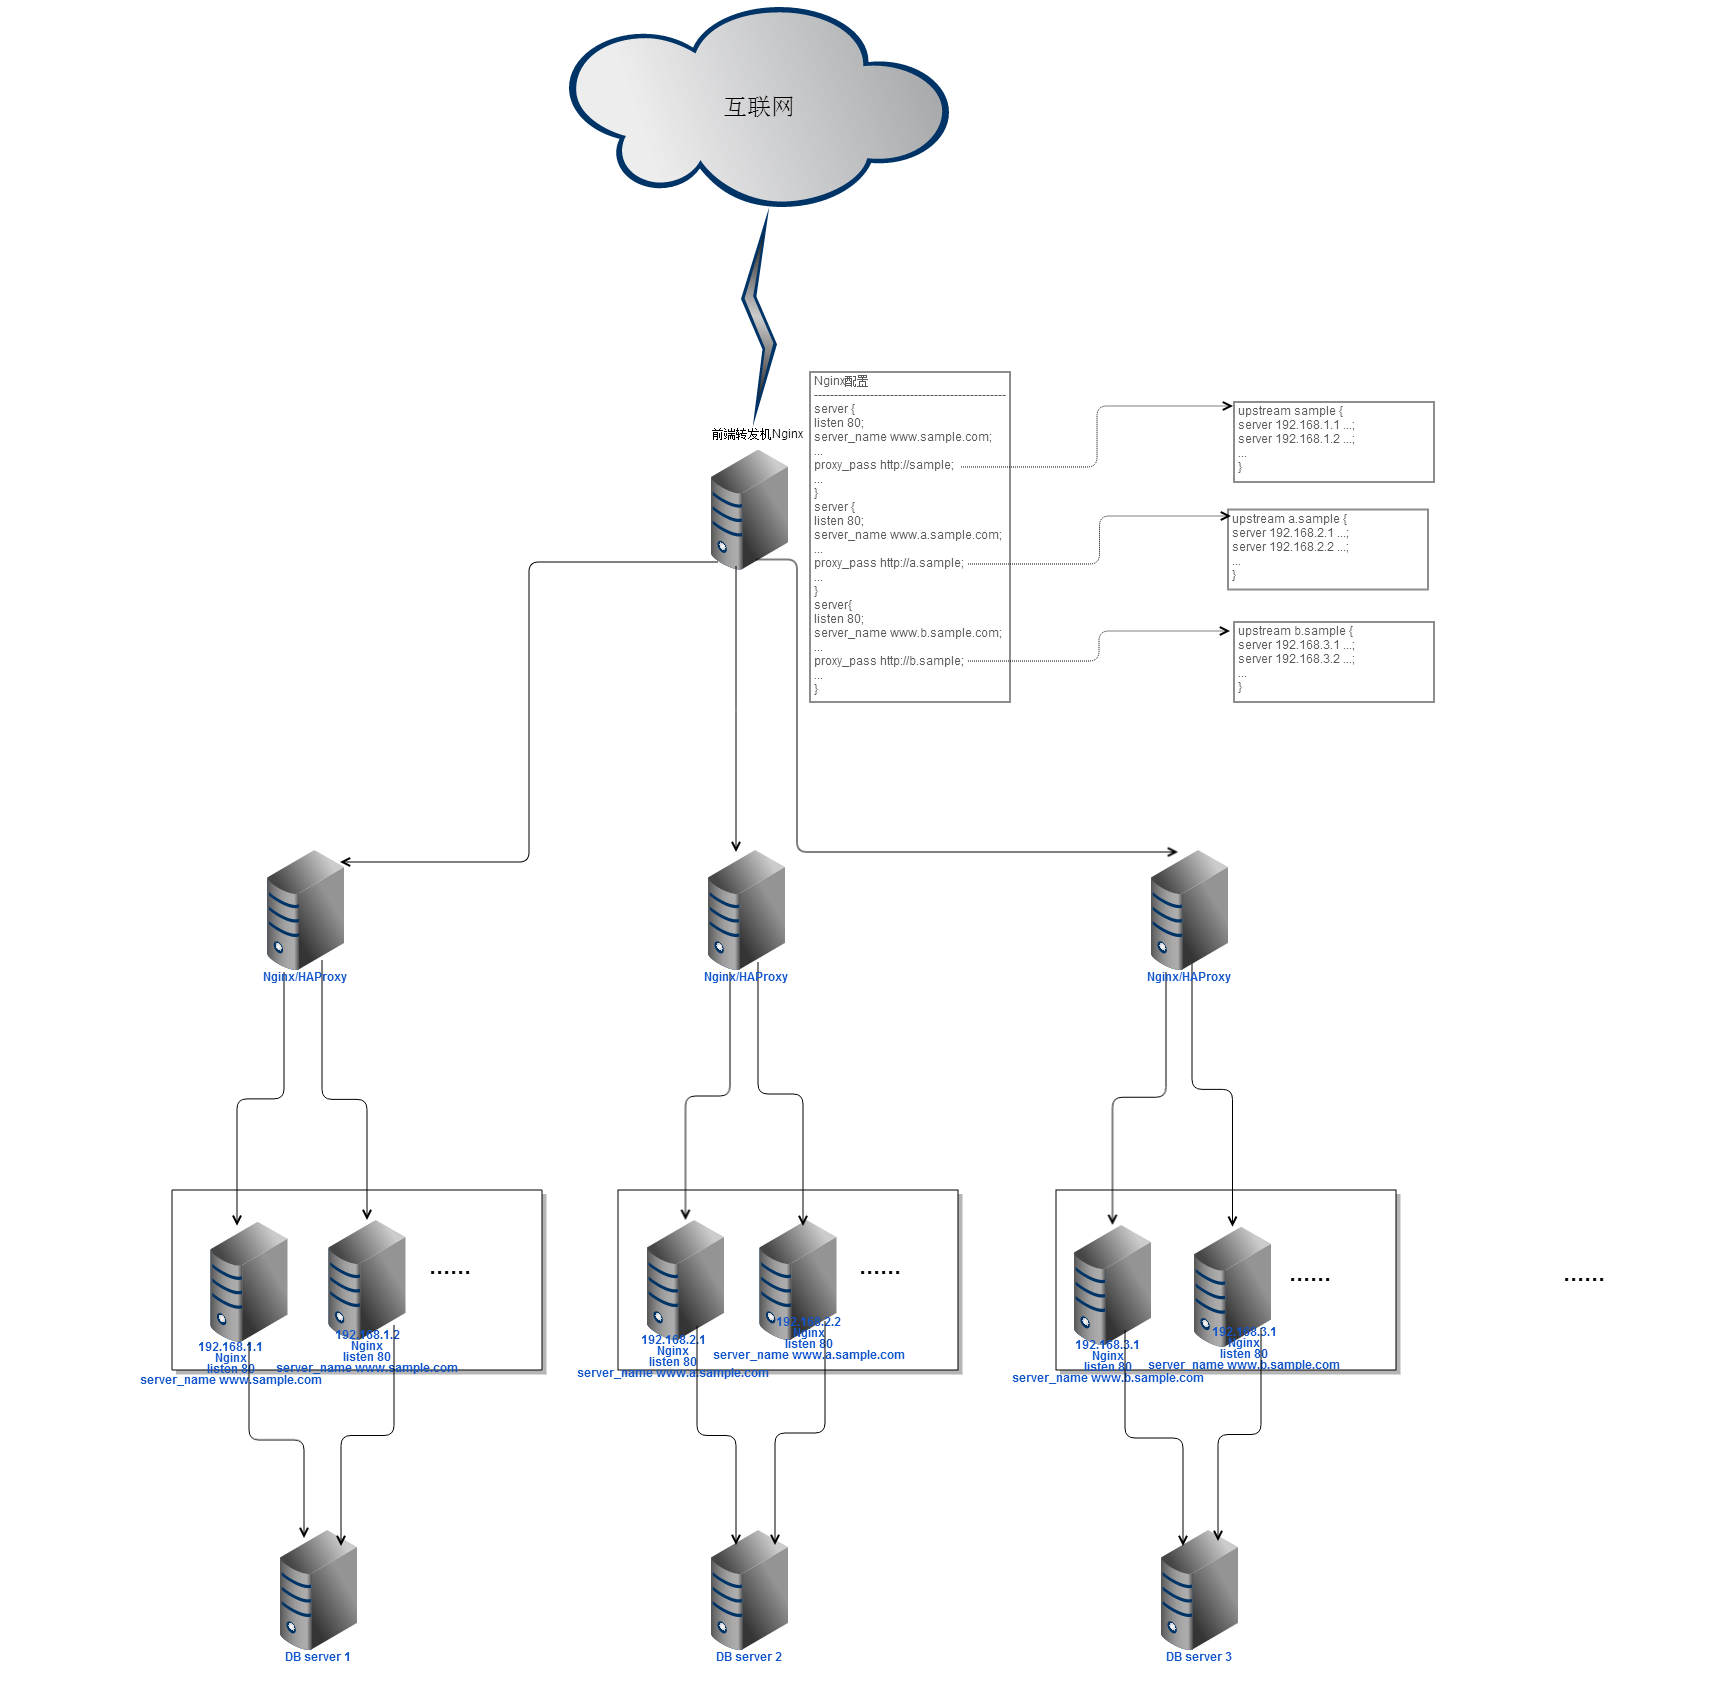 互联网
前端转发机Nginx
Nginx配置
------------------------------------------------
server {
listen 80;
server_name www.sample.com;
...
proxy_pass http://sample;
...
}
server {
listen 80;
server_name www.a.sample.com;
...
proxy_pass http://a.sample;
...
}
server{
listen 80;
server_name www.b.sample.com;
...
proxy_pass http://b.sample;
...
}
upstream sample {
server 192.168.1.1 ...;
server 192.168.1.2 ...;
...
}
upstream a.sample {
server 192.168.2.1 ...;
server 192.168.2.2 ...;
...
}
upstream b.sample {
server 192.168.3.1 ...;
server 192.168.3.2 ...;
...
}
Nginx/HAProxy
Nginx/HAProxy
Nginx/HAProxy
192.168.1.1
Nginx
listen 80
server_name www.sample.com
192.168.1.2
Nginx
listen 80
server_name www.sample.com
......
192.168.2.1
Nginx
listen 80
server_name www.a.sample.com
192.168.2.2
Nginx
listen 80
server_name www.a.sample.com
......
192.168.3.1
Nginx
listen 80
server_name www.b.sample.com
192.168.3.1
Nginx
listen 80
server_name www.b.sample.com
......
......
DB server 1
DB server 2
DB server 3